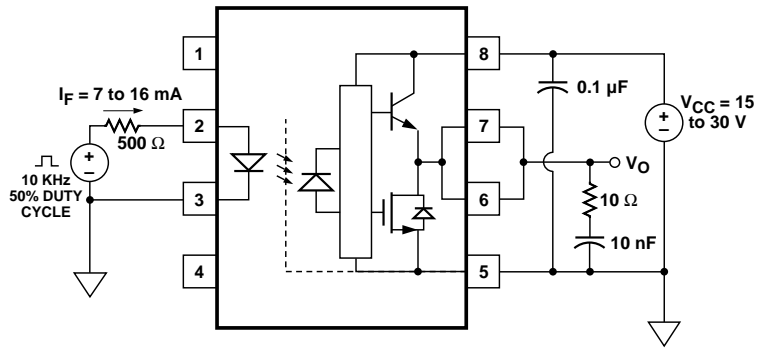 1
8
I_F = 7 to 16 mA
0.1 µF
V_CC = 15
to 30 V
2
7
500 Ω
+
–
+
–
V_O
10 KHz
50% DUTY
CYCLE
3
6
10 Ω
10 nF
4
5